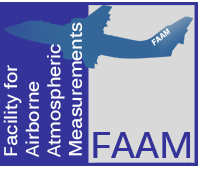 Facility for
Airborne
Atmospheric
Measurements
FAAM
FAAM